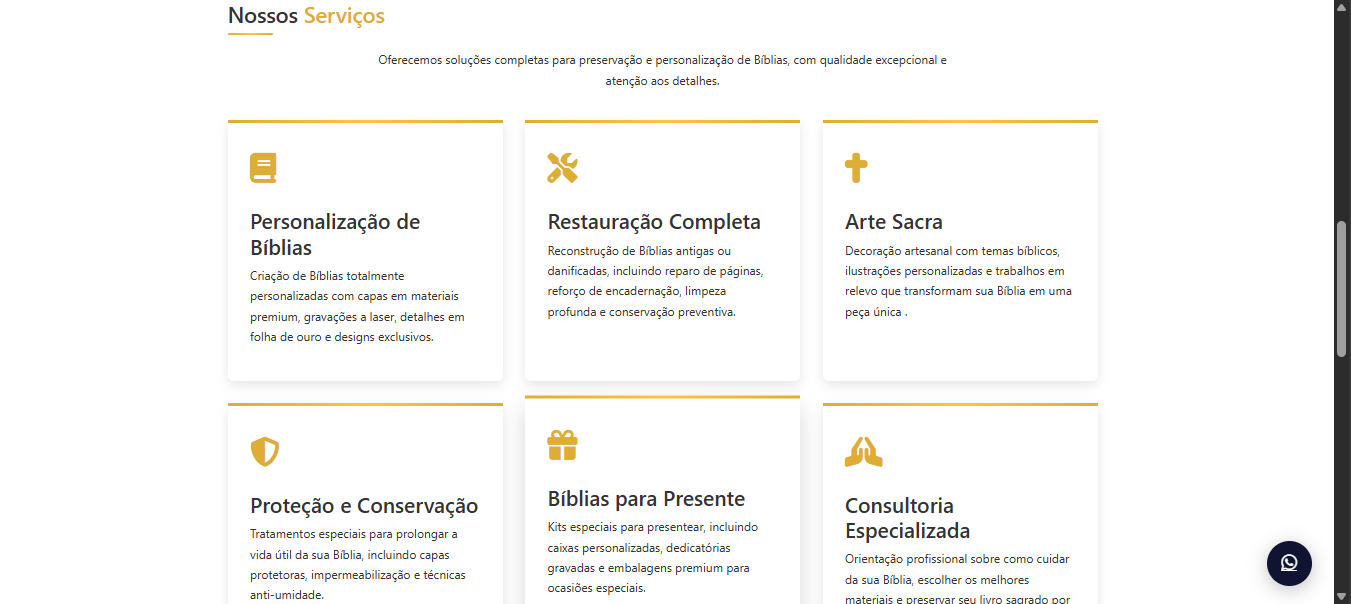 Nossos Serviços
Oferecemos soluções completas para preservação e personalização de Bíblias, com qualidade excepcional e
atenção aos detalhes.
Personalização de
Bíblias
Criação de Bíblias totalmente
personalizadas com capas em materiais
premium, gravações a laser, detalhes em
folha de ouro e designs exclusivos.
Restauração Completa
Reconstrução de Bíblias antigas ou
danificadas, incluindo reparo de páginas,
reforço de encadernação, limpeza
profunda e conservação preventiva.
Arte Sacra
Decoração artesanal com temas bíblicos,
ilustrações personalizadas e trabalhos em
relevo que transformam sua Bíblia em uma
peça única .
Proteção e Conservação
Tratamentos especiais para prolongar a
vida útil da sua Bíblia, incluindo capas
protetoras, impermeabilização e técnicas
anti-umidade.
Bíblias para Presente
Kits especiais para presentear, incluindo
caixas personalizadas, dedicatórias
gravadas e embalagens premium para
ocasiões especiais.
Consultoria
Especializada
Orientação profissional sobre como cuidar
da sua Bíblia, escolher os melhores
materiais e preservar seu livro sagrado por